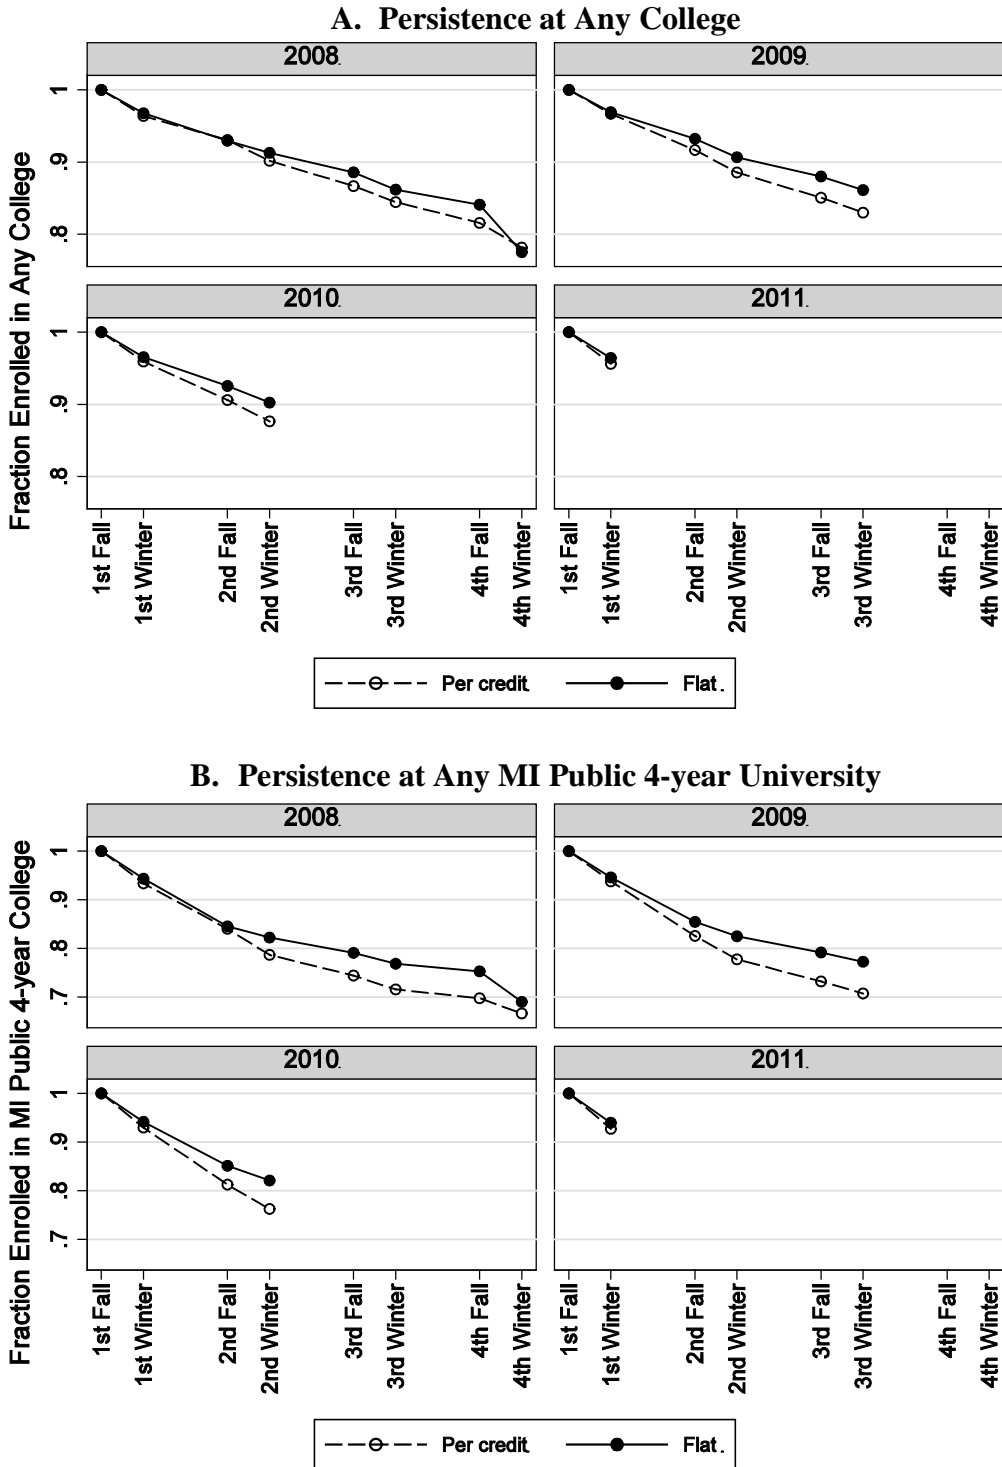 A. Persistence at Any College
2008.
2009.
Fraction Enrolled in Any College
1
.9
.8
2010.
2011.
1
.9
.8
1st Fall
1st Winter
2nd Fall
2nd Winter
3rd Fall
3rd Winter
4th Fall
4th Winter
1st Fall
1st Winter
2nd Fall
2nd Winter
3rd Fall
3rd Winter
4th Fall
4th Winter
Per credit. Flat.
B. Persistence at Any MI Public 4-year University
2008.
2009.
Fraction Enrolled in MI Public 4-year College
1
.9
.8
.7
2010.
2011.
1
.9
.8
.7
1st Fall
1st Winter
2nd Fall
2nd Winter
3rd Fall
3rd Winter
4th Fall
4th Winter
1st Fall
1st Winter
2nd Fall
2nd Winter
3rd Fall
3rd Winter
4th Fall
4th Winter
Per credit. Flat.